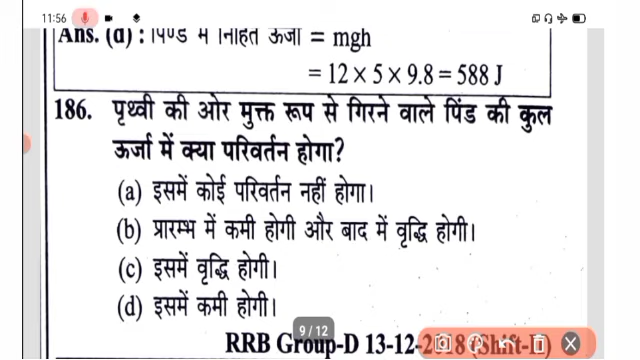 11:56
Ans. (d) : पिण्ड में निहित ऊर्जा = mgh
= 12 × 5 × 9.8 = 588 J
186. पृथ्वी की ओर मुक्त रूप से गिरने वाले पिंड की कुल
ऊर्जा में क्या परिवर्तन होगा?
(a) इसमें कोई परिवर्तन नहीं होगा।
(b) प्रारम्भ में कमी होगी और बाद में वृद्धि होगी।
(c) इसमें वृद्धि होगी।
(d) इसमें कमी होगी।
9 / 12
RRB Group-D 13-12-2018 (Shift-I)